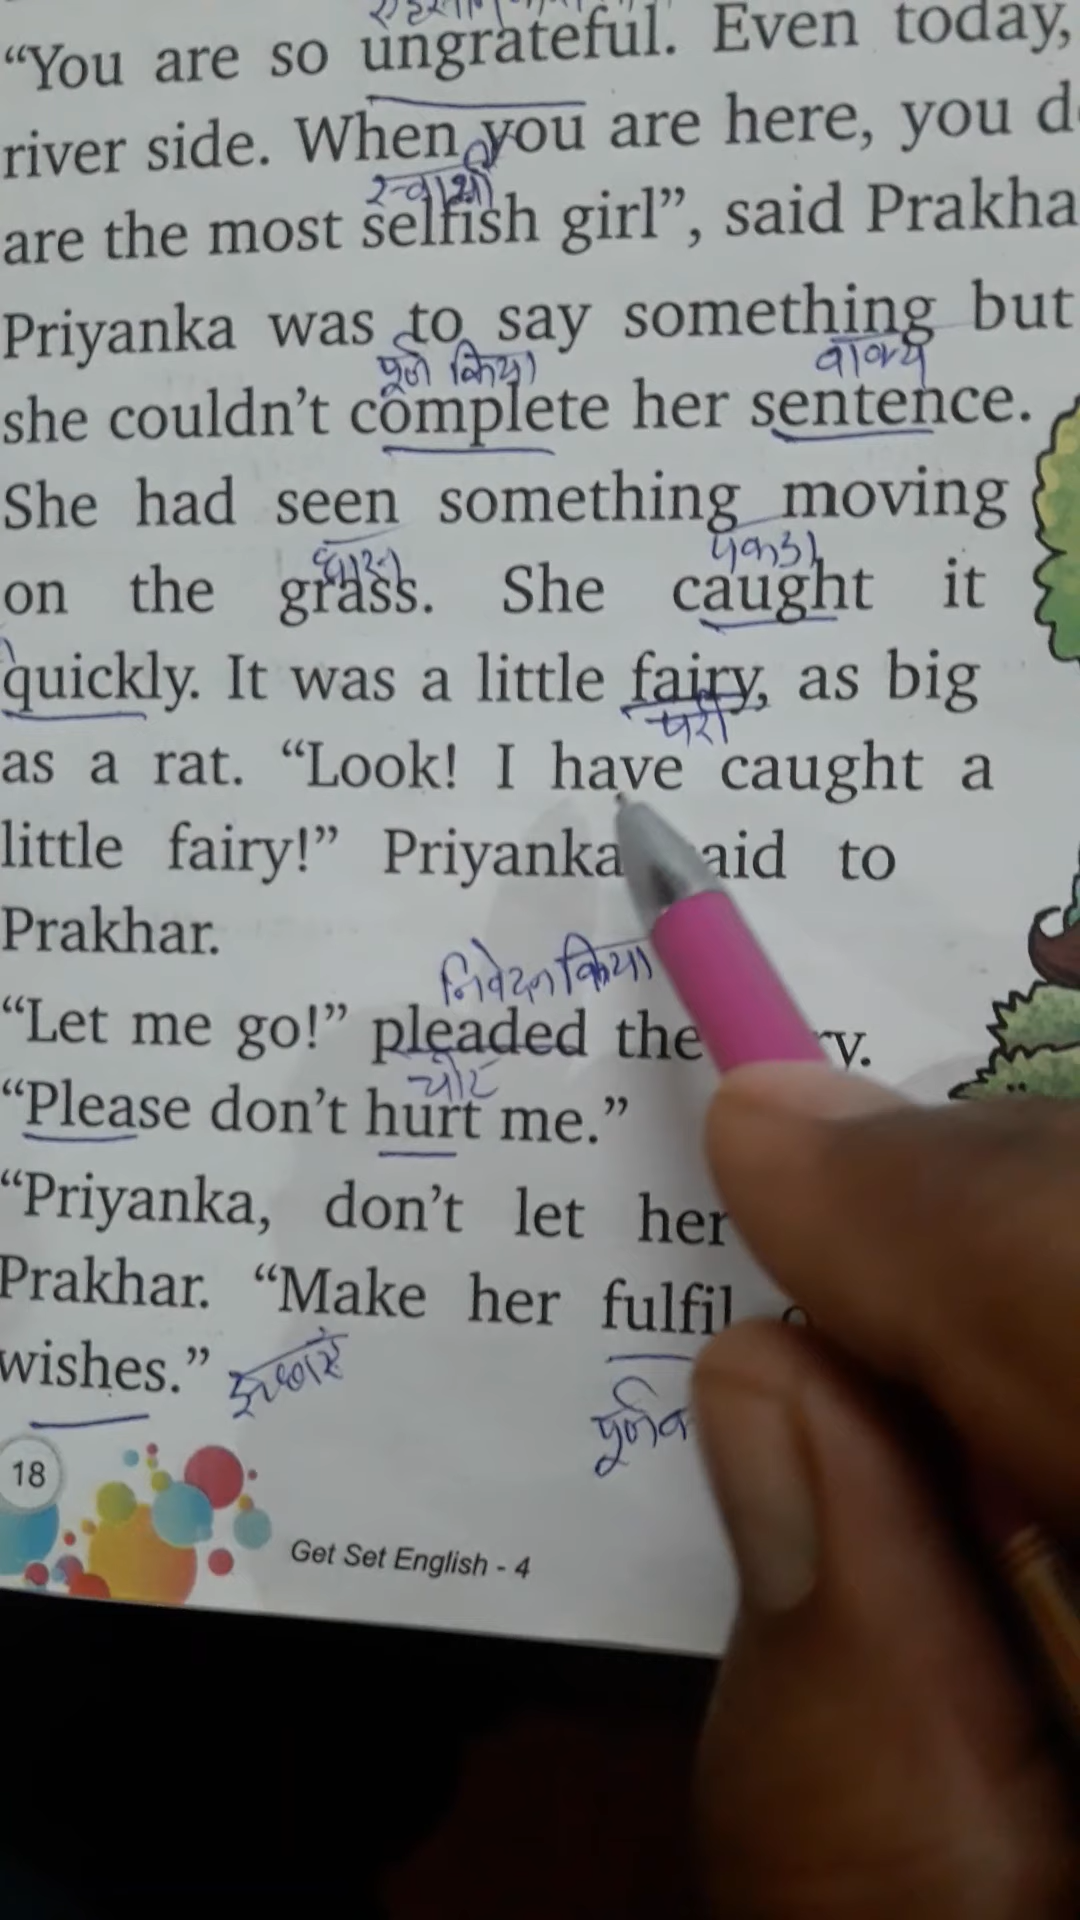 “You are so ungrateful. Even today,
river side. When you are here, you d
स्वार्थी
are the most selfish girl”, said Prakha
Priyanka was to say something but
पूर्ण किया वाक्य
she couldn’t complete her sentence.
She had seen something moving
घास पकड़ा
on the grass. She caught it
quickly. It was a little fairy, as big
परी
as a rat. “Look! I have caught a
little fairy!” Priyanka said to
Prakhar.
निवेदन किया
“Let me go!” pleaded the ry.
चोट
“Please don’t hurt me.”
“Priyanka, don’t let her
Prakhar. “Make her fulfil
wishes.” इच्छाएं
18
Get Set English - 4